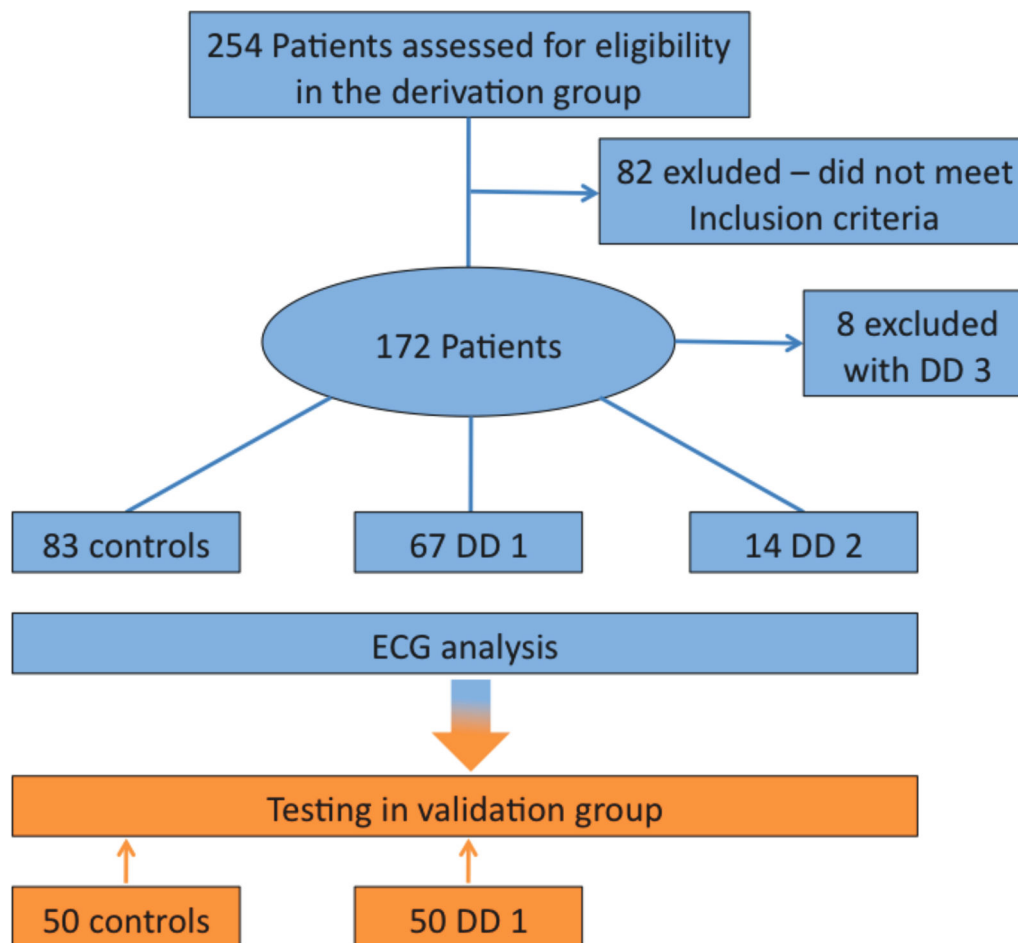 254 Patients assessed for eligibility
in the derivation group
82 exluded – did not meet
Inclusion criteria
172 Patients
8 excluded
with DD 3
83 controls
67 DD 1
14 DD 2
ECG analysis
Testing in validation group
50 controls
50 DD 1